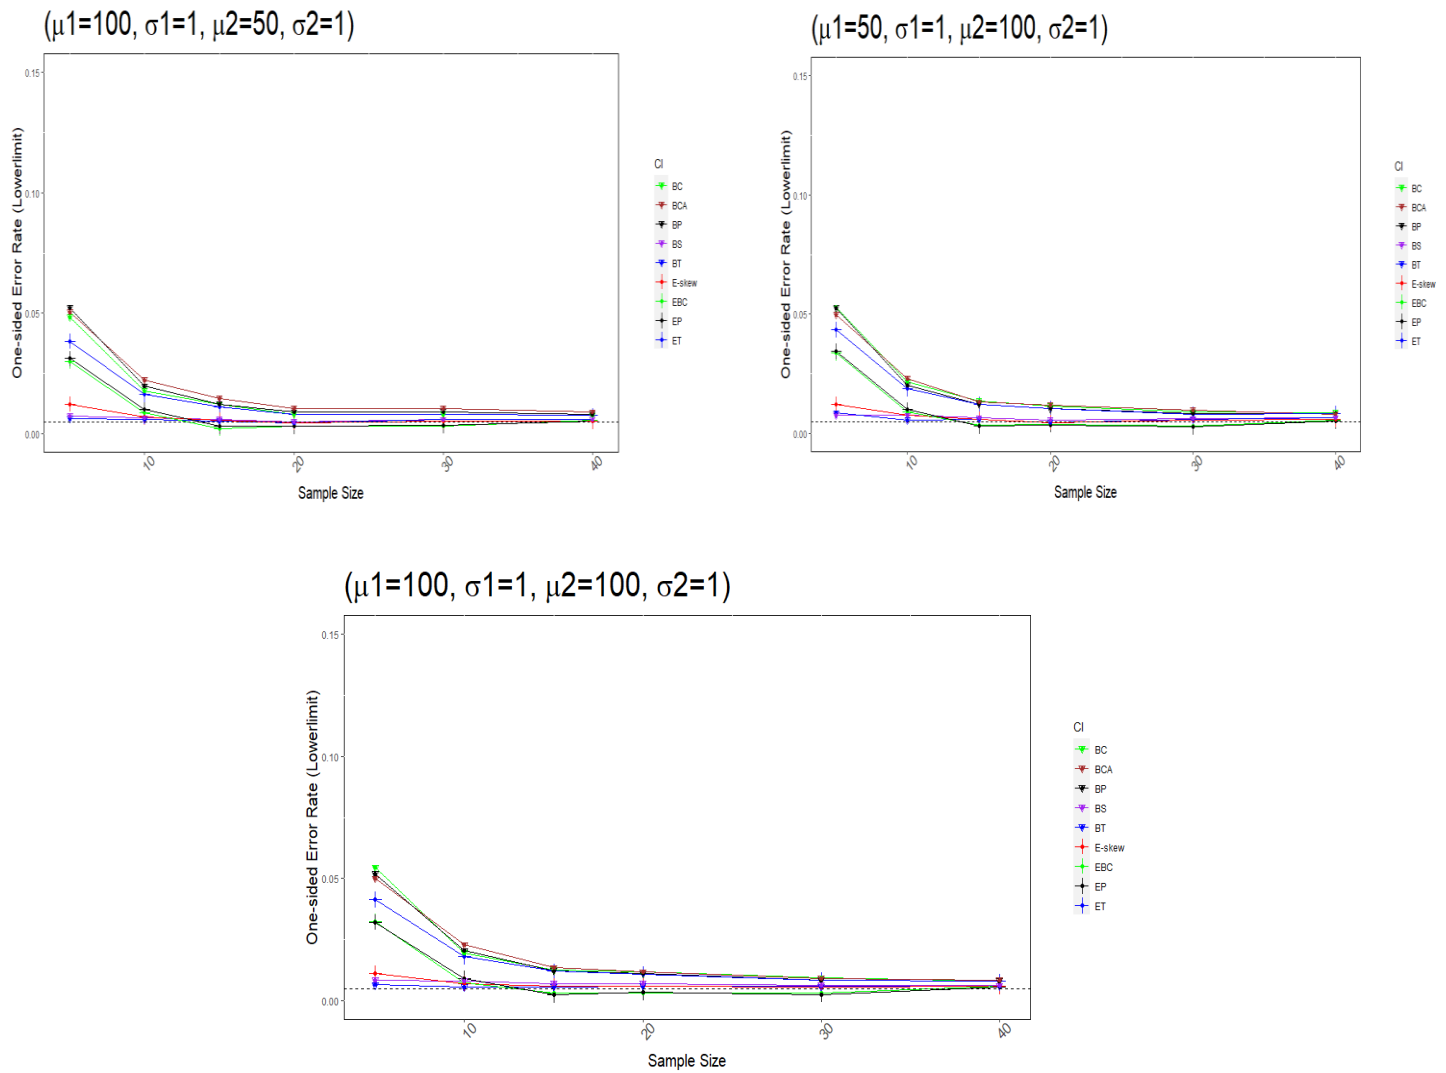 (μ1=100, σ1=1, μ2=50, σ2=1)
One-sided Error Rate (Lowerlimit)
0.15
0.10
0.05
0.00
10
20
30
40
Sample Size
CI
BC
BCA
BP
BS
BT
E-skew
EBC
EP
ET
(μ1=50, σ1=1, μ2=100, σ2=1)
One-sided Error Rate (Lowerlimit)
0.15
0.10
0.05
0.00
10
20
30
40
Sample Size
CI
BC
BCA
BP
BS
BT
E-skew
EBC
EP
ET
(μ1=100, σ1=1, μ2=100, σ2=1)
One-sided Error Rate (Lowerlimit)
0.15
0.10
0.05
0.00
10
20
30
40
Sample Size
CI
BC
BCA
BP
BS
BT
E-skew
EBC
EP
ET